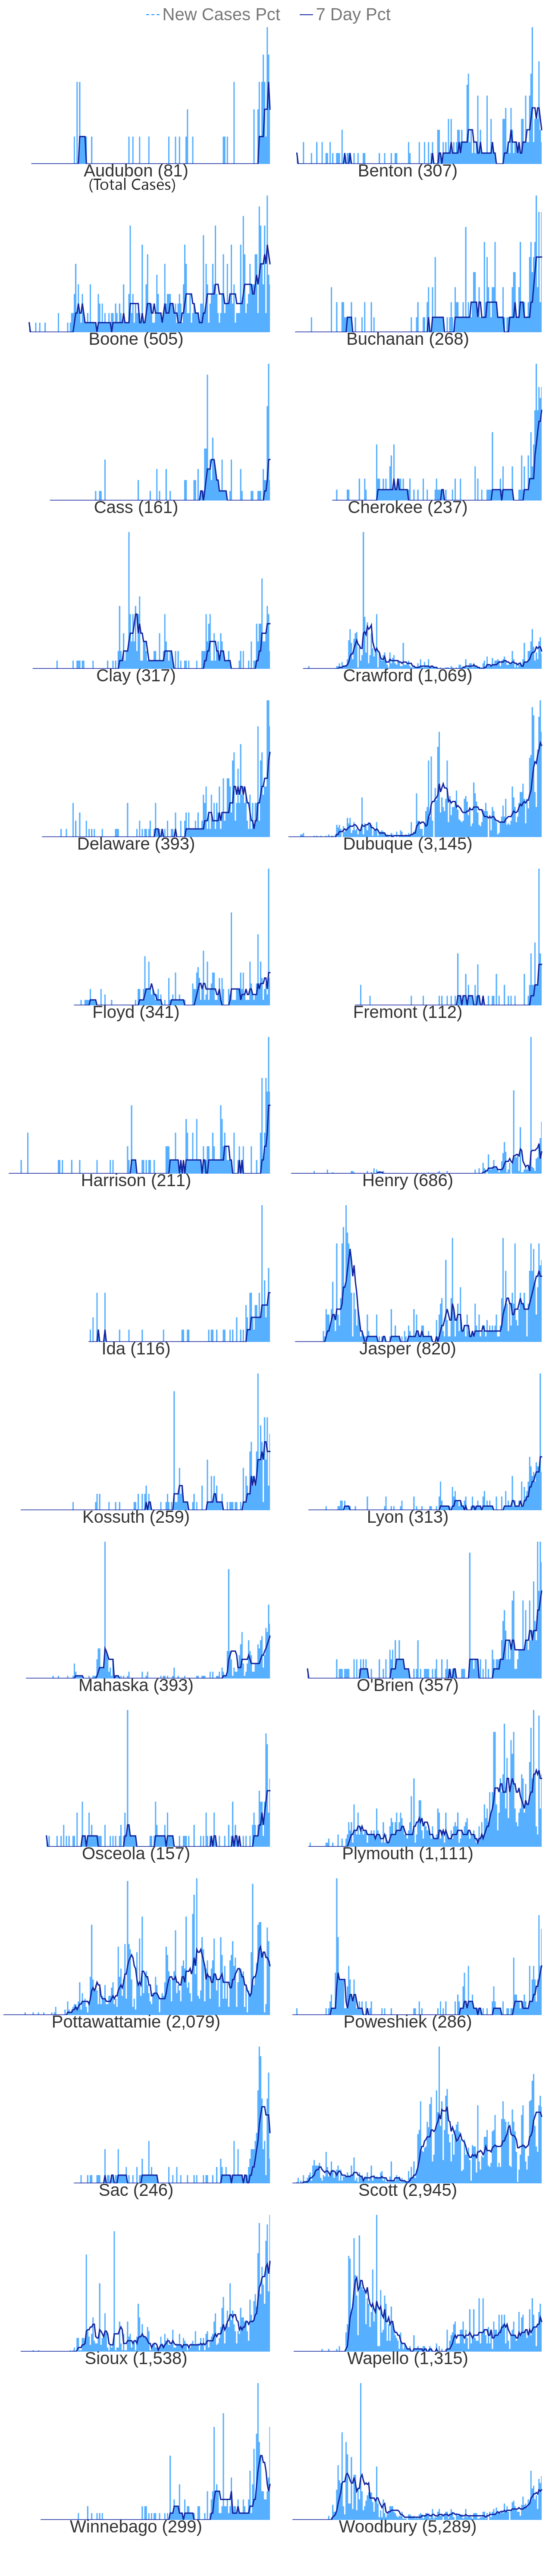 New Cases Pct 7 Day Pct
Audubon (81) Benton (307)
(Total Cases)
Boone (505) Buchanan (268)
Cass (161) Cherokee (237)
Clay (317) Crawford (1,069)
Delaware (393) Dubuque (3,145)
Floyd (341) Fremont (112)
Harrison (211) Henry (686)
Ida (116) Jasper (820)
Kossuth (259) Lyon (313)
Mahaska (393) O'Brien (357)
Osceola (157) Plymouth (1,111)
Pottawattamie (2,079) Poweshiek (286)
Sac (246) Scott (2,945)
Sioux (1,538) Wapello (1,315)
Winnebago (299) Woodbury (5,289)